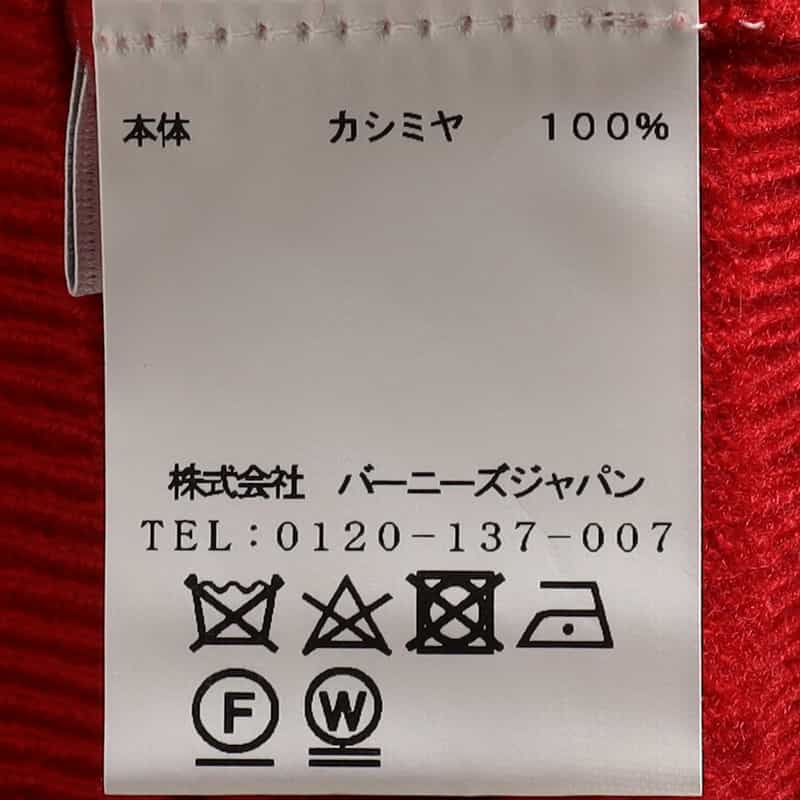 本体 カシミヤ 100%
株式会社 バーニーズジャパン
TEL:0120-137-007
F W